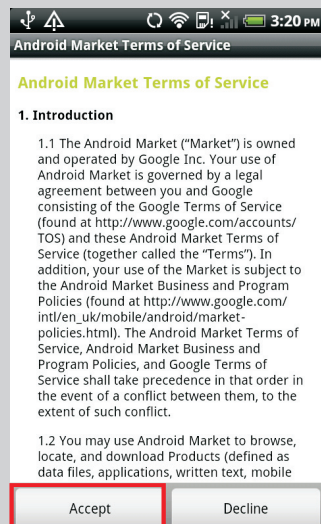 3:20 PM
Android Market Terms of Service
Android Market Terms of Service
1. Introduction
1.1 The Android Market (“Market”) is owned
and operated by Google Inc. Your use of
Android Market is governed by a legal
agreement between you and Google
consisting of the Google Terms of Service
(found at http://www.google.com/accounts/
TOS) and these Android Market Terms of
Service (together called the “Terms”). In
addition, your use of the Market is subject to
the Android Market Business and Program
Policies (found at http://www.google.com/
intl/en_uk/mobile/android/market-
policies.html). The Android Market Terms of
Service, Android Market Business and
Program Policies, and Google Terms of
Service shall take precedence in that order in
the event of a conflict between them, to the
extent of such conflict.
1.2 You may use Android Market to browse,
locate, and download Products (defined as
data files, applications, written text, mobile
Accept
Decline